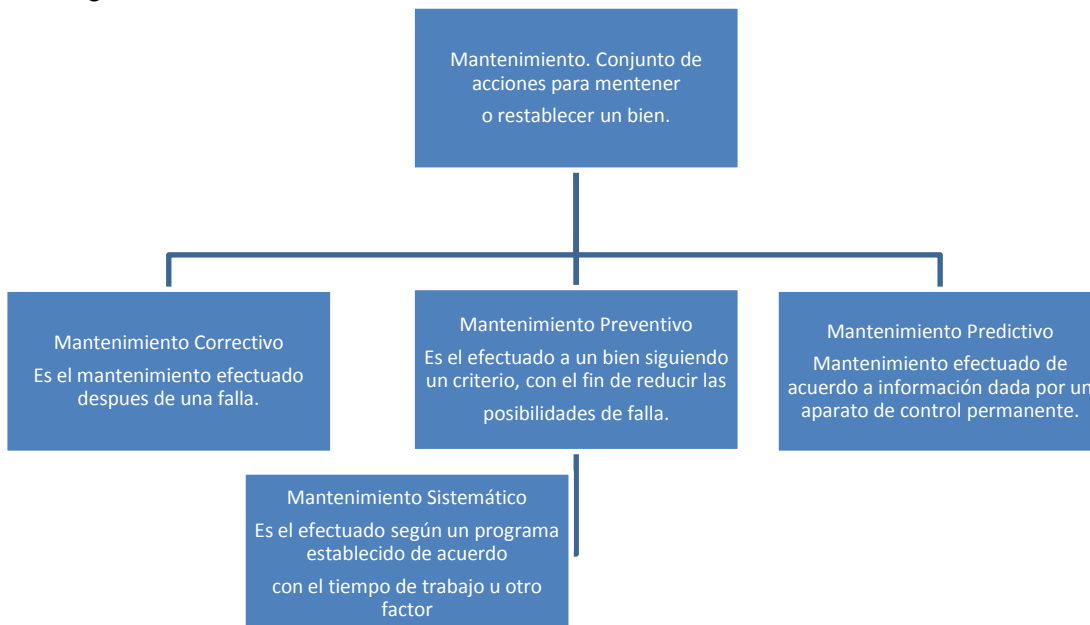 Mantenimiento. Conjunto de
acciones para mentener
o restablecer un bien.
Mantenimiento Correctivo
Es el mantenimiento efectuado
despues de una falla.
Mantenimiento Preventivo
Es el efectuado a un bien siguiendo
un criterio, con el fin de reducir las
posibilidades de falla.
Mantenimiento Predictivo
Mantenimiento efectuado de
acuerdo a información dada por un
aparato de control permanente.
Mantenimiento Sistemático
Es el efectuado según un programa
establecido de acuerdo
con el tiempo de trabajo u otro
factor